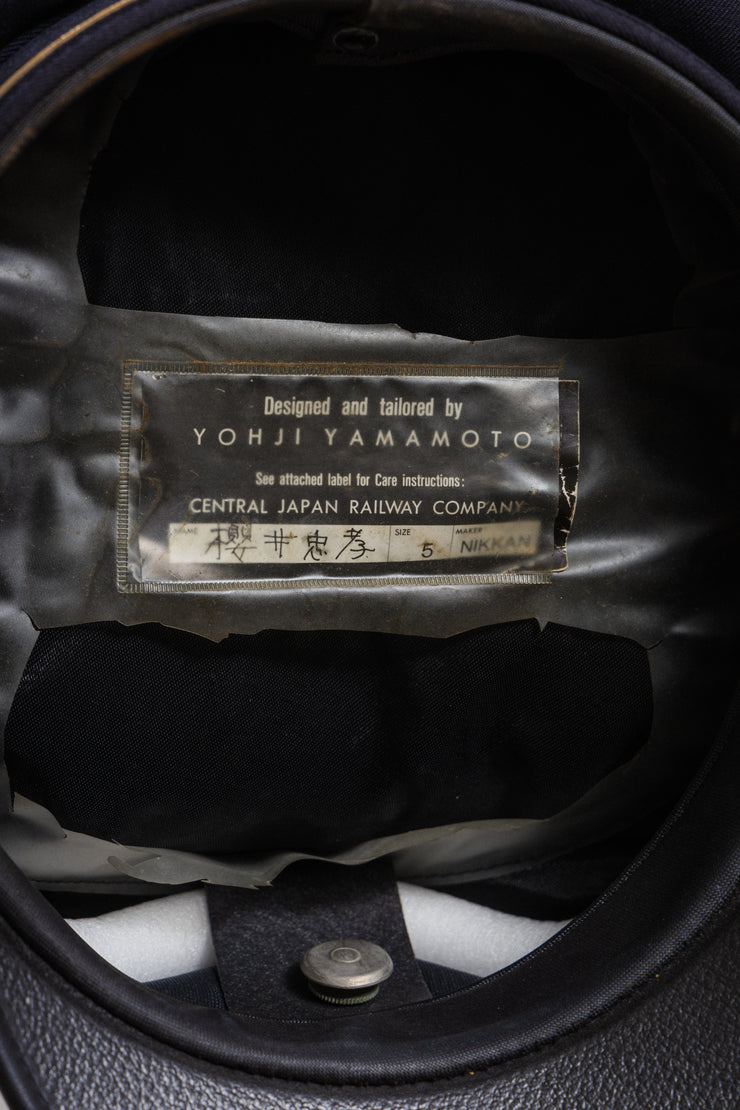 Designed and tailored by
YOHJI YAMAMOTO
See attached label for Care instructions:
CENTRAL JAPAN RAILWAY COMPANY
NAME 櫻井忠孝 SIZE 5 MAKER NIKKAN